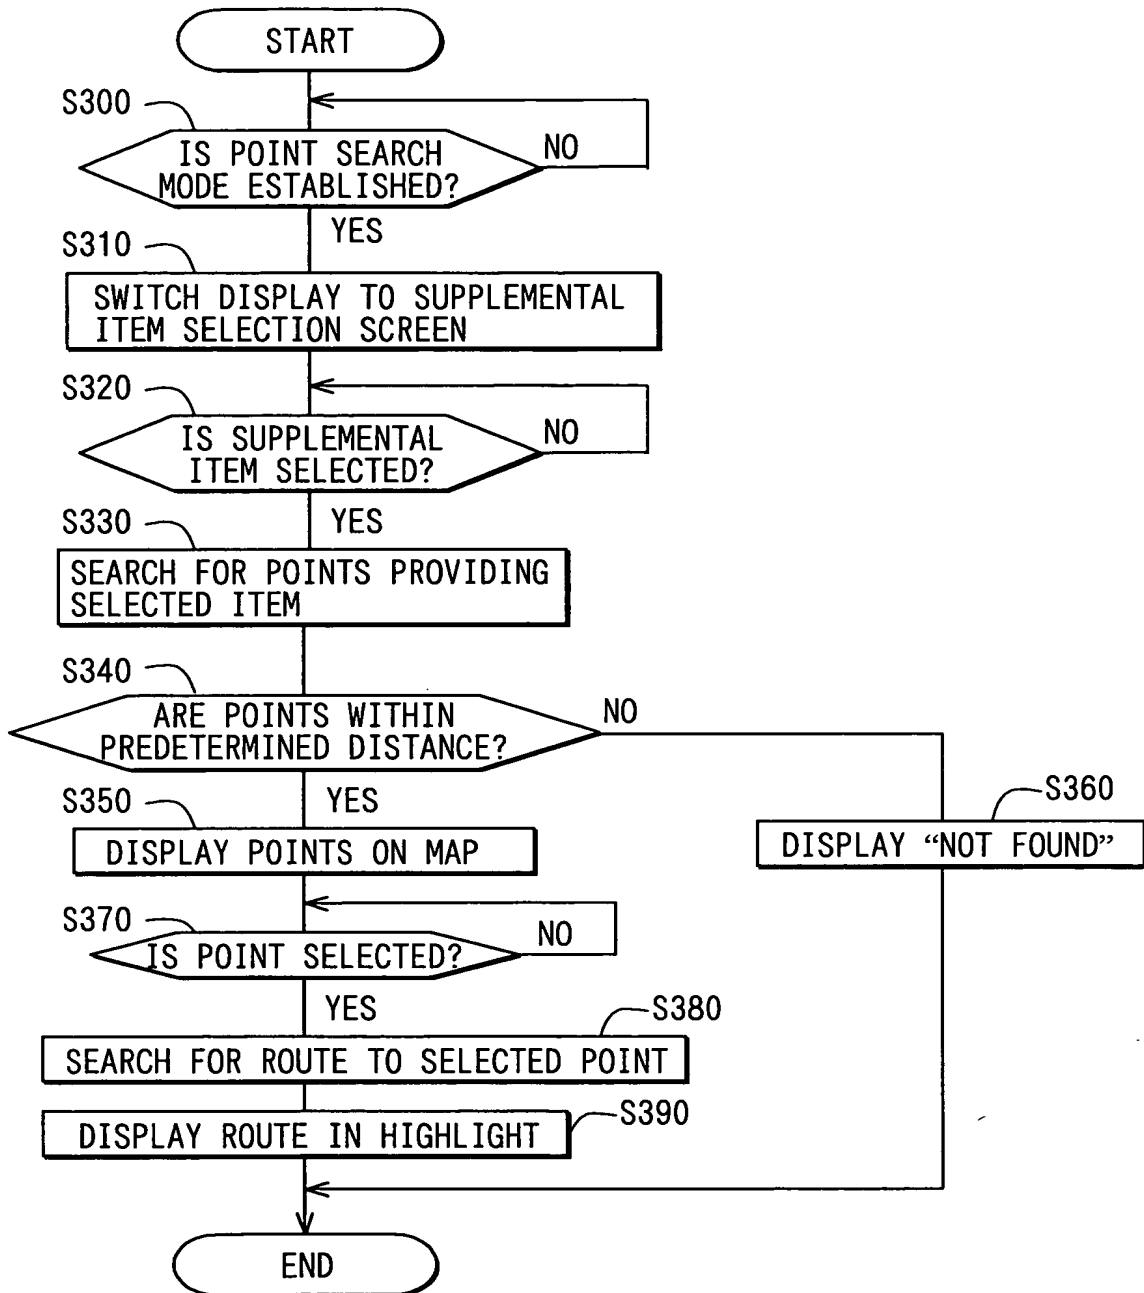 START
S300
IS POINT SEARCH
MODE ESTABLISHED?
NO
YES
S310
SWITCH DISPLAY TO SUPPLEMENTAL
ITEM SELECTION SCREEN
S320
IS SUPPLEMENTAL
ITEM SELECTED?
NO
YES
S330
SEARCH FOR POINTS PROVIDING
SELECTED ITEM
S340
ARE POINTS WITHIN
PREDETERMINED DISTANCE?
NO
YES
S350
DISPLAY POINTS ON MAP
S360
DISPLAY “NOT FOUND”
S370
IS POINT SELECTED?
NO
YES
S380
SEARCH FOR ROUTE TO SELECTED POINT
S390
DISPLAY ROUTE IN HIGHLIGHT
END